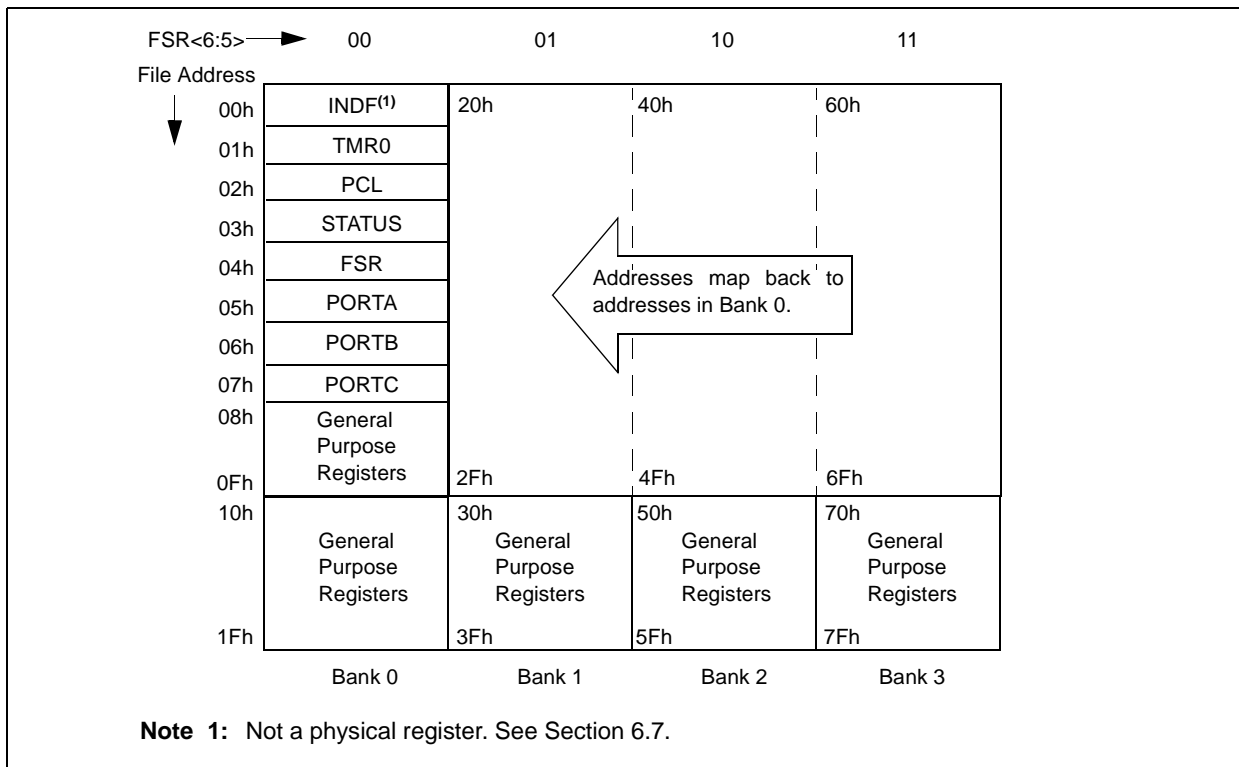 FSR<6:5> 00 01 10 11
File Address
00h INDF(1) 20h 40h 60h
01h TMR0
02h PCL
03h STATUS
04h FSR
Addresses map back to
addresses in Bank 0.
05h PORTA
06h PORTB
07h PORTC
08h General
Purpose
Registers
0Fh 2Fh 4Fh 6Fh
10h 30h 50h 70h
General General General General
Purpose Purpose Purpose Purpose
Registers Registers Registers Registers
1Fh 3Fh 5Fh 7Fh
Bank 0 Bank 1 Bank 2 Bank 3
Note 1: Not a physical register. See Section 6.7.